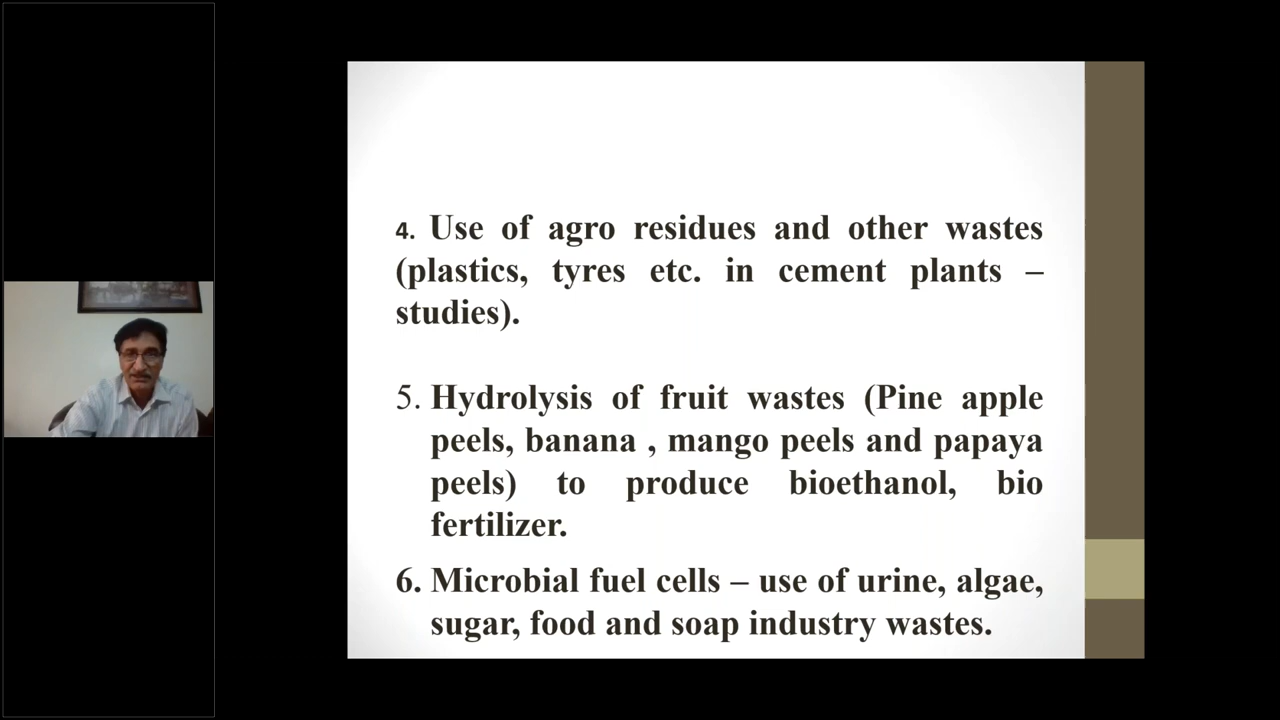 4. Use of agro residues and other wastes
(plastics, tyres etc. in cement plants –
studies).
5. Hydrolysis of fruit wastes (Pine apple
peels, banana , mango peels and papaya
peels) to produce bioethanol, bio
fertilizer.
6. Microbial fuel cells – use of urine, algae,
sugar, food and soap industry wastes.